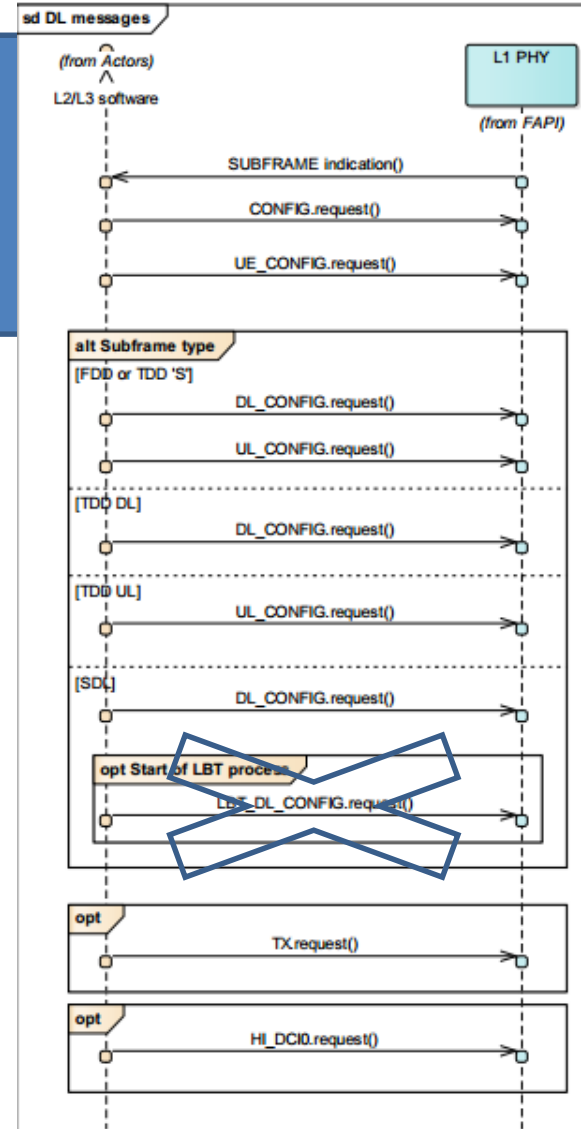 sd DL messages
(from Actors)
L2/L3 software
L1 PHY
(from FAPI)
SUBFRAME indication()
CONFIG.request()
UE_CONFIG.request()
alt Subframe type
[FDD or TDD 'S']
DL_CONFIG.request()
UL_CONFIG.request()
[TDD DL]
DL_CONFIG.request()
[TDD UL]
UL_CONFIG.request()
[SDL]
DL_CONFIG.request()
opt Start of LBT process
LBT_DL_CONFIG.request()
opt
TX.request()
opt
HI_DCI0.request()